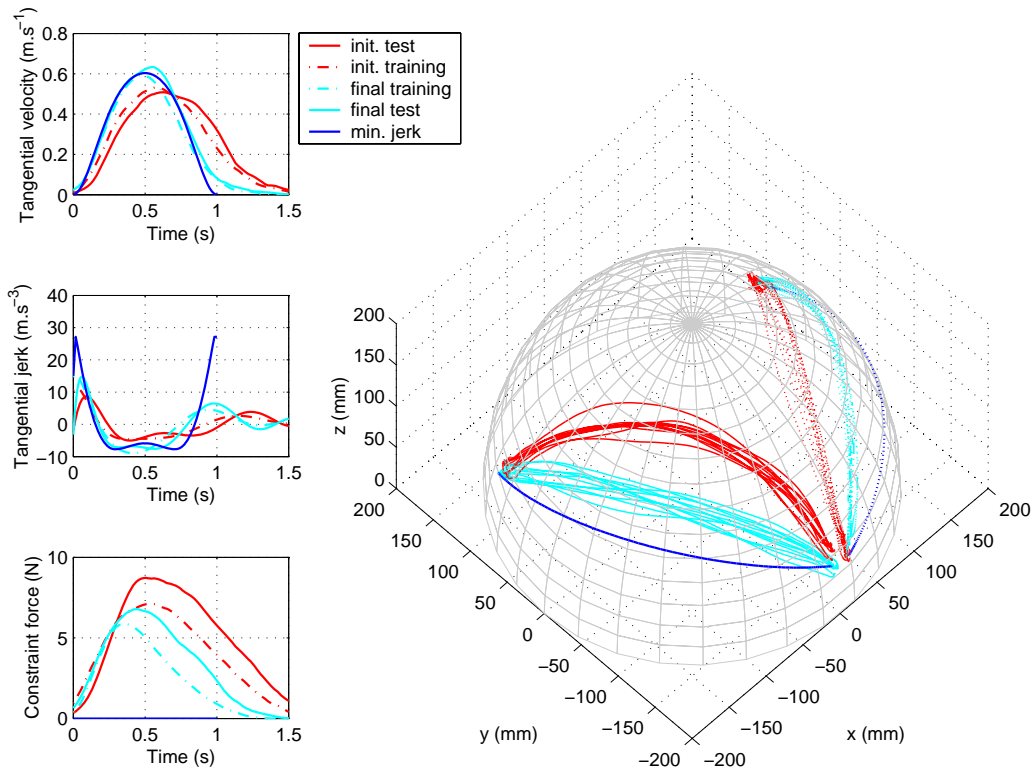 Tangential velocity (m.s⁻¹)
0.8
0.6
0.4
0.2
0
0 0.5 1 1.5
Time (s)
init. test
init. training
final training
final test
min. jerk
Tangential jerk (m.s⁻³)
40
30
20
10
0
−10
0 0.5 1 1.5
Time (s)
Constraint force (N)
10
5
0
0 0.5 1 1.5
Time (s)
z (mm)
200
150
100
50
0
200
150
100
50
0
−50
−100
−150
−200
y (mm)
−200
−150
−100
−50
0
50
100
150
200
x (mm)